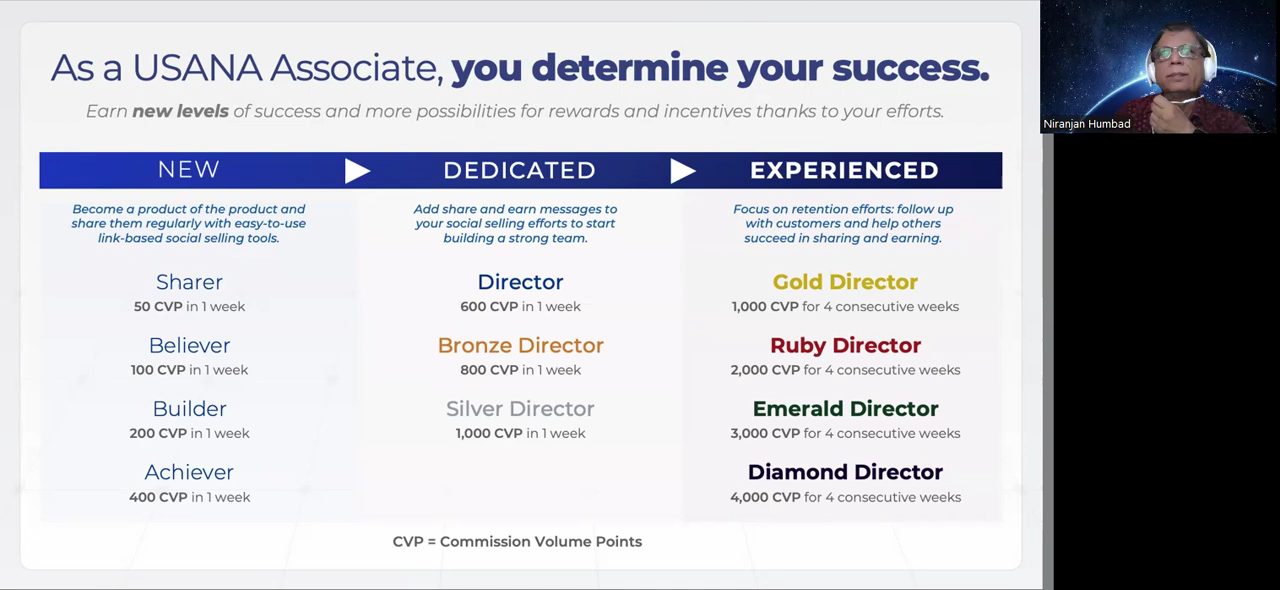 As a USANA Associate, you determine your success.
Earn new levels of success and more possibilities for rewards and incentives thanks to your efforts.
NEW
Become a product of the product and
share them regularly with easy-to-use
link-based social selling tools.
Sharer
50 CVP in 1 week
Believer
100 CVP in 1 week
Builder
200 CVP in 1 week
Achiever
400 CVP in 1 week
DEDICATED
Add share and earn messages to
your social selling efforts to start
building a strong team.
Director
600 CVP in 1 week
Bronze Director
800 CVP in 1 week
Silver Director
1,000 CVP in 1 week
EXPERIENCED
Focus on retention efforts: follow up
with customers and help others
succeed in sharing and earning.
Gold Director
1,000 CVP for 4 consecutive weeks
Ruby Director
2,000 CVP for 4 consecutive weeks
Emerald Director
3,000 CVP for 4 consecutive weeks
Diamond Director
4,000 CVP for 4 consecutive weeks
CVP = Commission Volume Points
Niranjan Humbad